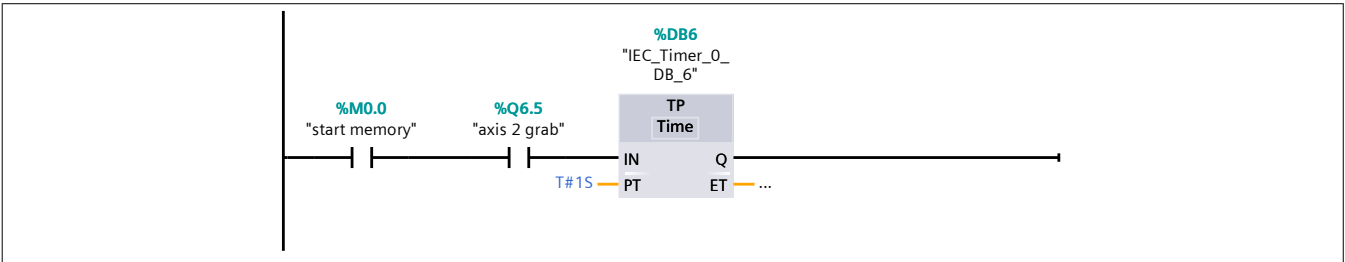 %DB6
"IEC_Timer_0_
DB_6"
%M0.0
"start memory"
%Q6.5
"axis 2 grab"
TP
Time
IN
Q
T#1S
PT
ET
...